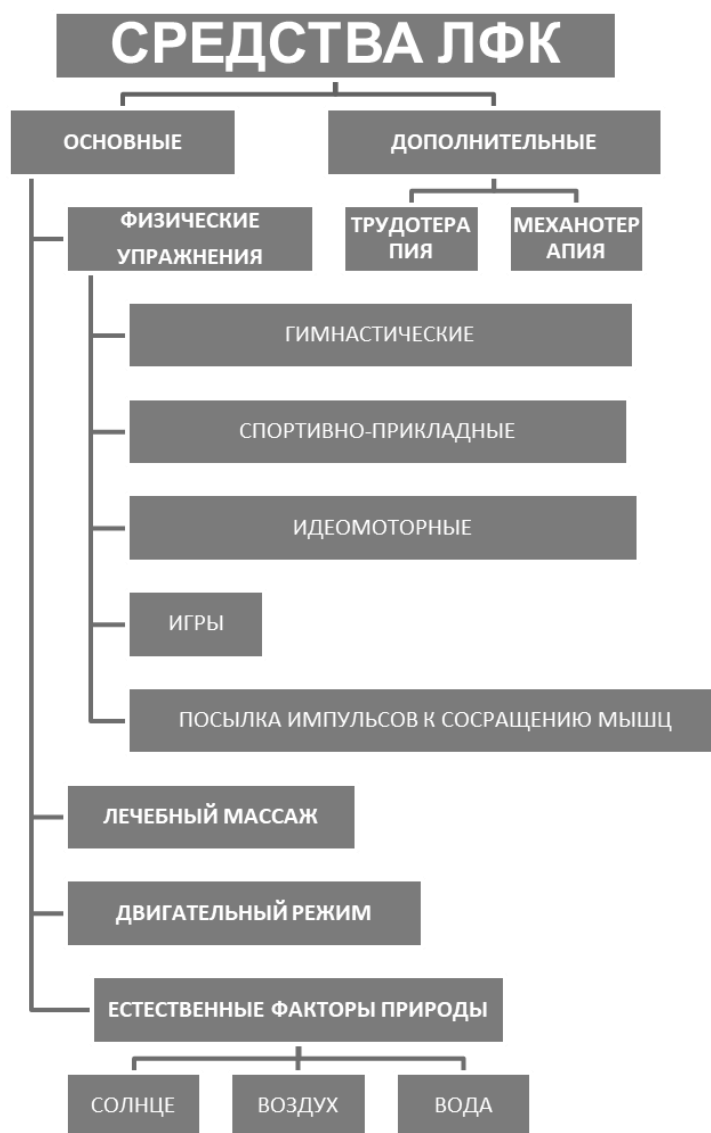 СРЕДСТВА ЛФК
ОСНОВНЫЕ
ДОПОЛНИТЕЛЬНЫЕ
ФИЗИЧЕСКИЕ
УПРАЖНЕНИЯ
ТРУДОТЕРА
ПИЯ
МЕХАНОТЕР
АПИЯ
ГИМНАСТИЧЕСКИЕ
СПОРТИВНО-ПРИКЛАДНЫЕ
ИДЕОМОТОРНЫЕ
ИГРЫ
ПОСЫЛКА ИМПУЛЬСОВ К СОСРАЩЕНИЮ МЫШЦ
ЛЕЧЕБНЫЙ МАССАЖ
ДВИГАТЕЛЬНЫЙ РЕЖИМ
ЕСТЕСТВЕННЫЕ ФАКТОРЫ ПРИРОДЫ
СОЛНЦЕ
ВОЗДУХ
ВОДА